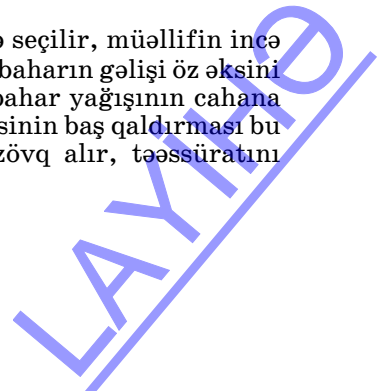 ə seçilir, müəllifin incə
baharın gəlişi öz əksini
bahar yağışının cahana
sinin baş qaldırması bu
zövq alır, təəssüratını
LAYİHƏ